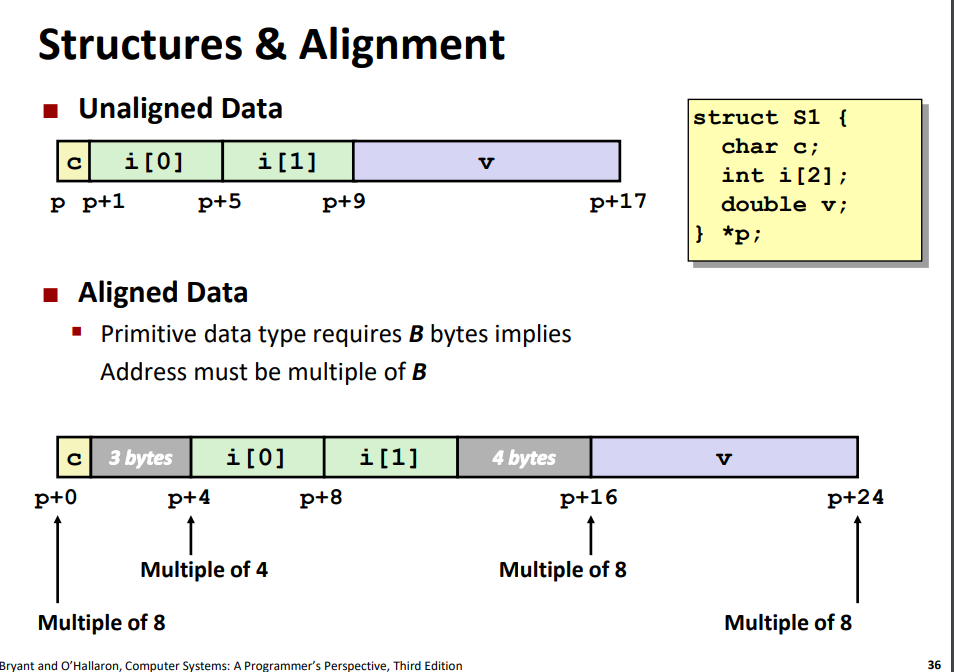 Structures & Alignment
Unaligned Data
c i[0] i[1] v
p p+1 p+5 p+9 p+17
struct S1 {
char c;
int i[2];
double v;
} *p;
Aligned Data
Primitive data type requires B bytes implies
Address must be multiple of B
c 3 bytes i[0] i[1] 4 bytes v
p+0 p+4 p+8 p+16 p+24
Multiple of 4 Multiple of 8
Multiple of 8 Multiple of 8
Bryant and O’Hallaron, Computer Systems: A Programmer’s Perspective, Third Edition 36